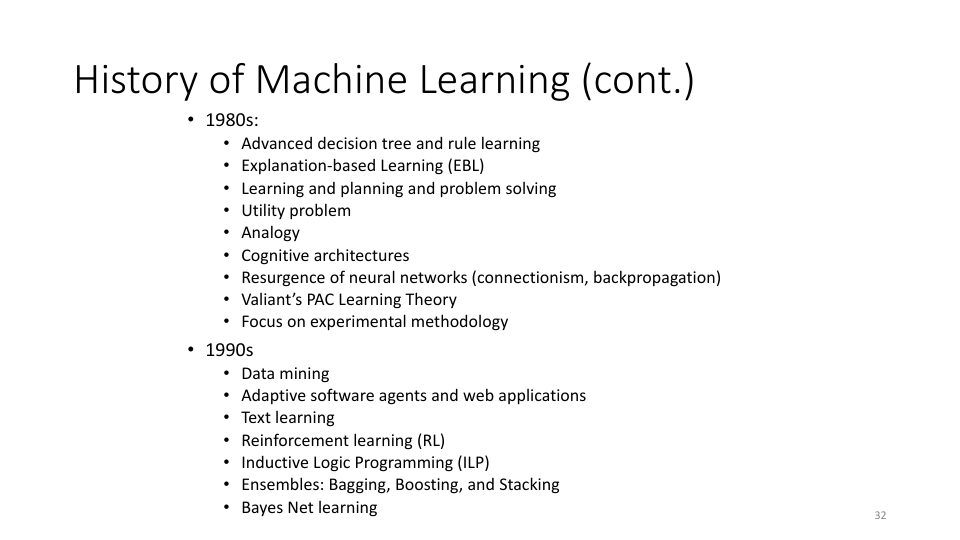 History of Machine Learning (cont.)
• 1980s:
• Advanced decision tree and rule learning
• Explanation-based Learning (EBL)
• Learning and planning and problem solving
• Utility problem
• Analogy
• Cognitive architectures
• Resurgence of neural networks (connectionism, backpropagation)
• Valiant’s PAC Learning Theory
• Focus on experimental methodology
• 1990s
• Data mining
• Adaptive software agents and web applications
• Text learning
• Reinforcement learning (RL)
• Inductive Logic Programming (ILP)
• Ensembles: Bagging, Boosting, and Stacking
• Bayes Net learning
32